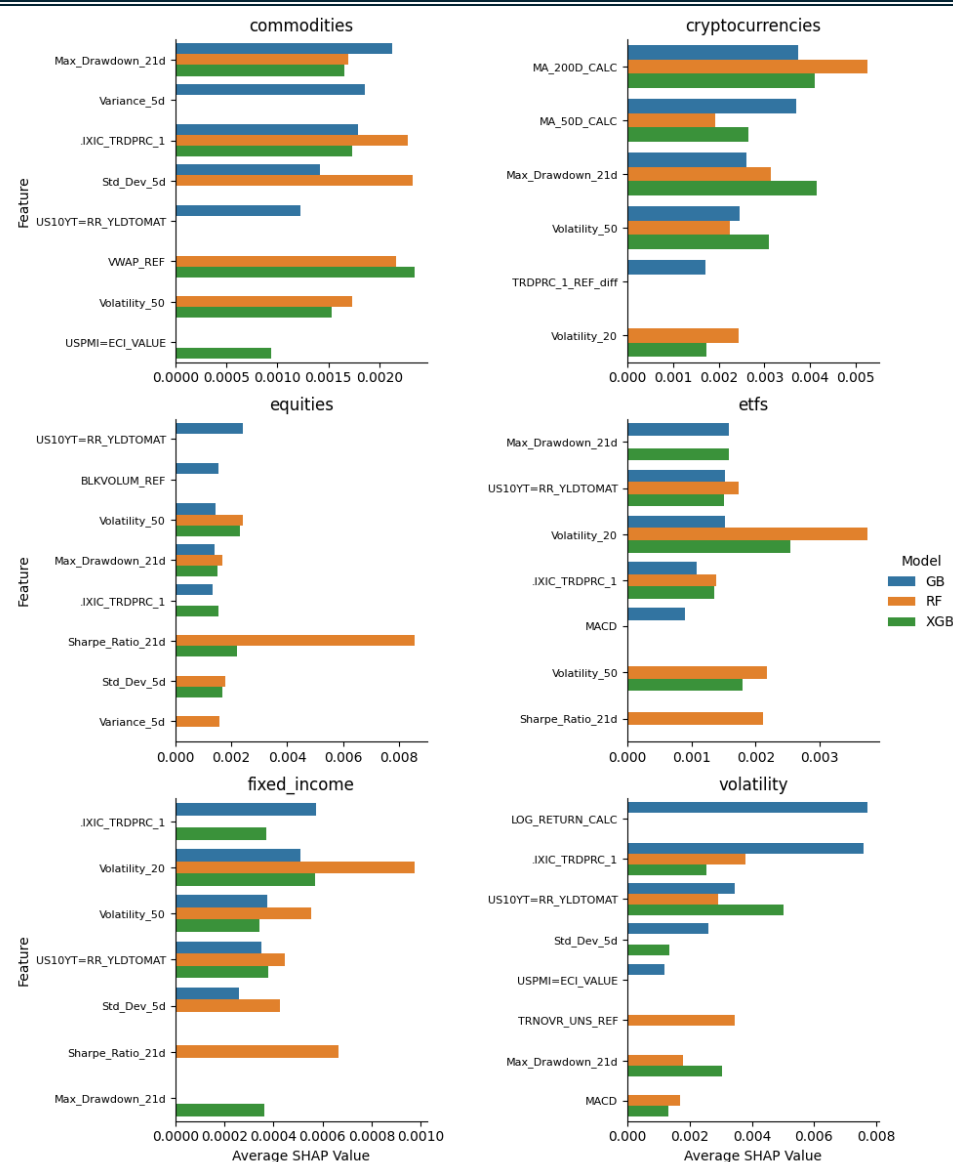 commodities
Max_Drawdown_21d
Variance_5d
.IXIC_TRDPRC_1
Std_Dev_5d
US10YT=RR_YLDTOMAT
VWAP_REF
Volatility_50
USPMI=ECI_VALUE
Feature
0.0000 0.0005 0.0010 0.0015 0.0020
cryptocurrencies
MA_200D_CALC
MA_50D_CALC
Max_Drawdown_21d
Volatility_50
TRDPRC_1_REF_diff
Volatility_20
0.000 0.001 0.002 0.003 0.004 0.005
equities
US10YT=RR_YLDTOMAT
BLKVOLUM_REF
Volatility_50
Max_Drawdown_21d
.IXIC_TRDPRC_1
Sharpe_Ratio_21d
Std_Dev_5d
Variance_5d
Feature
0.000 0.002 0.004 0.006 0.008
etfs
Max_Drawdown_21d
US10YT=RR_YLDTOMAT
Volatility_20
.IXIC_TRDPRC_1
MACD
Volatility_50
Sharpe_Ratio_21d
0.000 0.001 0.002 0.003
Model
GB
RF
XGB
fixed_income
.IXIC_TRDPRC_1
Volatility_20
Volatility_50
US10YT=RR_YLDTOMAT
Std_Dev_5d
Sharpe_Ratio_21d
Max_Drawdown_21d
Feature
0.0000 0.0002 0.0004 0.0006 0.0008 0.0010
Average SHAP Value
volatility
LOG_RETURN_CALC
.IXIC_TRDPRC_1
US10YT=RR_YLDTOMAT
Std_Dev_5d
USPMI=ECI_VALUE
TRNOVR_UNS_REF
Max_Drawdown_21d
MACD
0.000 0.002 0.004 0.006 0.008
Average SHAP Value